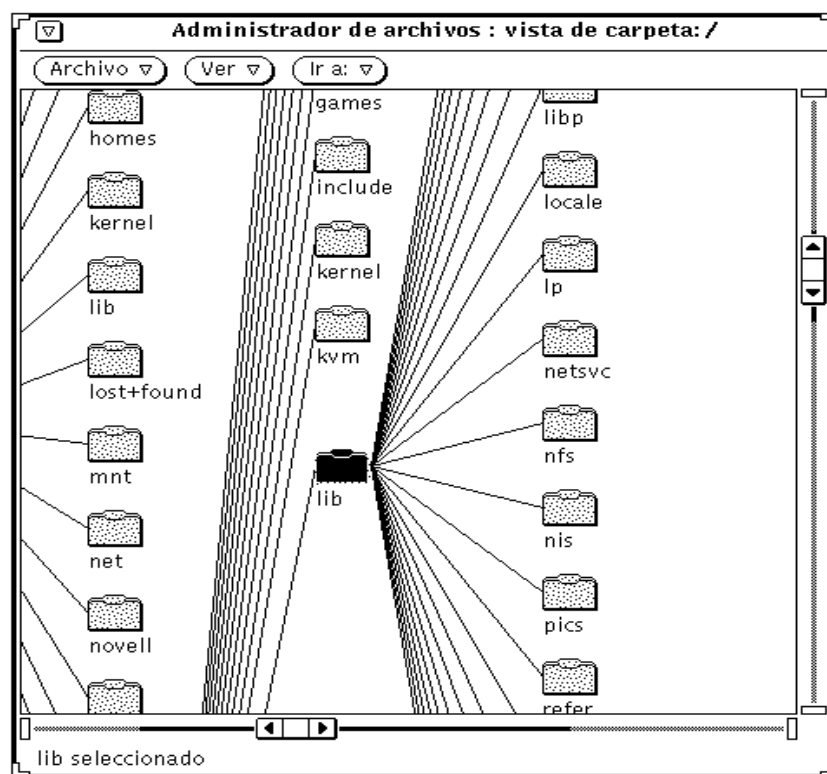 Administrador de archivos : vista de carpeta: /
Archivo Ver Ir a:
homes
kernel
lib
lost+found
mnt
net
novell
games
include
kernel
kvm
lib
libp
locale
lp
netsvc
nfs
nis
pics
refer
lib seleccionado